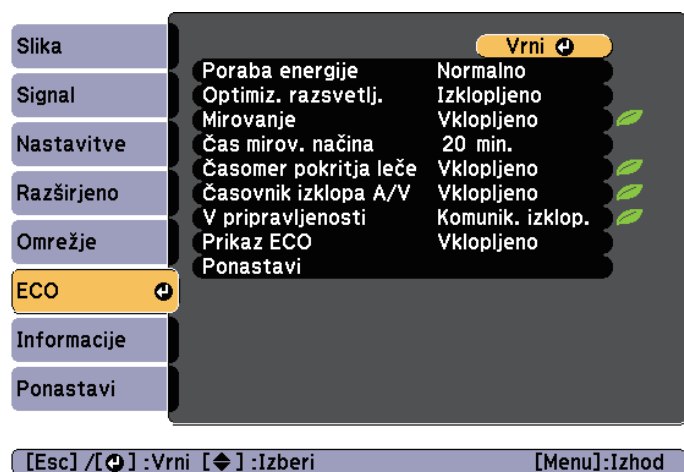 Slika
Signal
Nastavitve
Razširjeno
Omrežje
ECO
Informacije
Ponastavi
Vrni
Poraba energije Normalno
Optimiz. razsvetlj. Izklopljeno
Mirovanje Vklopljeno
Čas mirov. načina 20 min.
Časomer pokritja leče Vklopljeno
Časovnik izklopa A/V Vklopljeno
V pripravljenosti Komunik. izklop.
Prikaz ECO Vklopljeno
Ponastavi
[Esc] /[⏎] :Vrni [◆] :Izberi [Menu]:Izhod